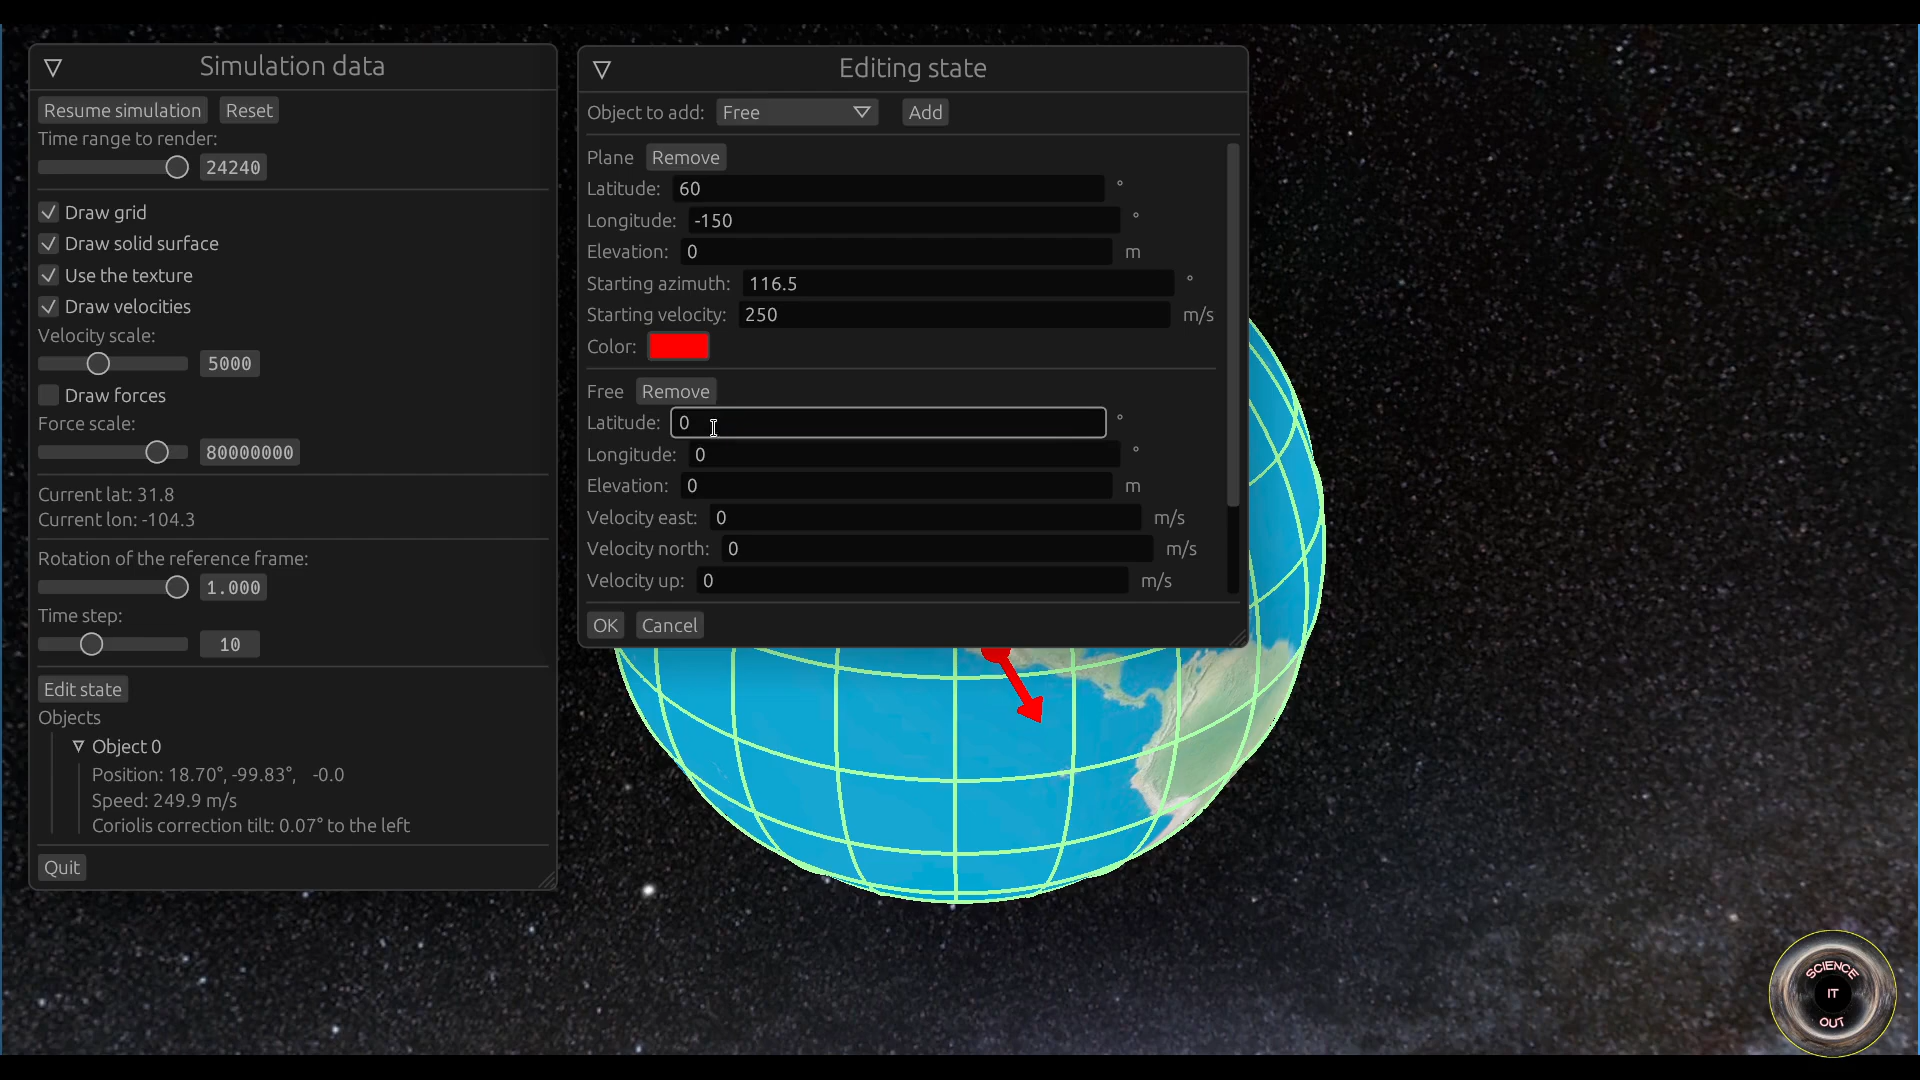 Simulation data
Resume simulation Reset
Time range to render:
24240
Draw grid
Draw solid surface
Use the texture
Draw velocities
Velocity scale:
5000
Draw forces
Force scale:
80000000
Current lat: 31.8
Current lon: -104.3
Rotation of the reference frame:
1.000
Time step:
10
Edit state
Objects
Object 0
Position: 18.70°, -99.83°, -0.0
Speed: 249.9 m/s
Coriolis correction tilt: 0.07° to the left
Quit
Editing state
Object to add: Free Add
Plane Remove
Latitude: 60 °
Longitude: -150 °
Elevation: 0 m
Starting azimuth: 116.5 °
Starting velocity: 250 m/s
Color:
Free Remove
Latitude: 0 °
Longitude: 0 °
Elevation: 0 m
Velocity east: 0 m/s
Velocity north: 0 m/s
Velocity up: 0 m/s
OK Cancel
SCIENCE
IT
OUT